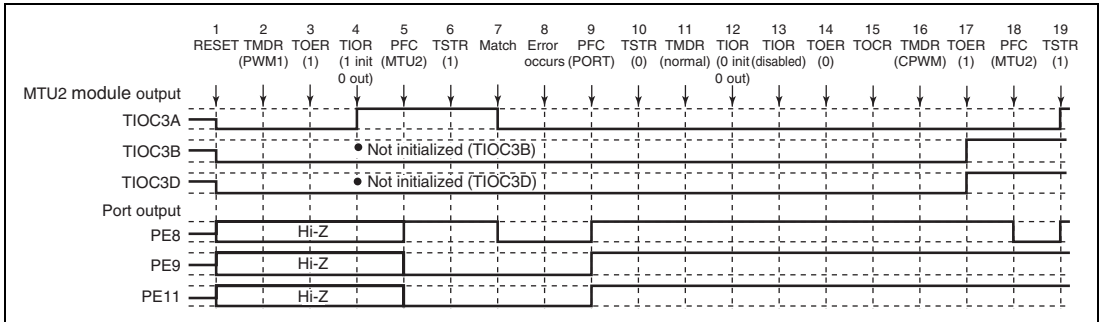 1 2 3 4 5 6 7 8 9 10 11 12 13 14 15 16 17 18 19
RESET TMDR TOER TIOR PFC TSTR Match Error PFC TSTR TMDR TIOR TIOR TOER TOCR TMDR TOER PFC TSTR
(PWM1) (1) (1 init (MTU2) (1) occurs (PORT) (0) (normal) (0 init (disabled) (0) (CPWM) (1) (MTU2) (1)
0 out) 0 out)
MTU2 module output
TIOC3A
TIOC3B • Not initialized (TIOC3B)
TIOC3D • Not initialized (TIOC3D)
Port output
PE8 Hi-Z
PE9 Hi-Z
PE11 Hi-Z